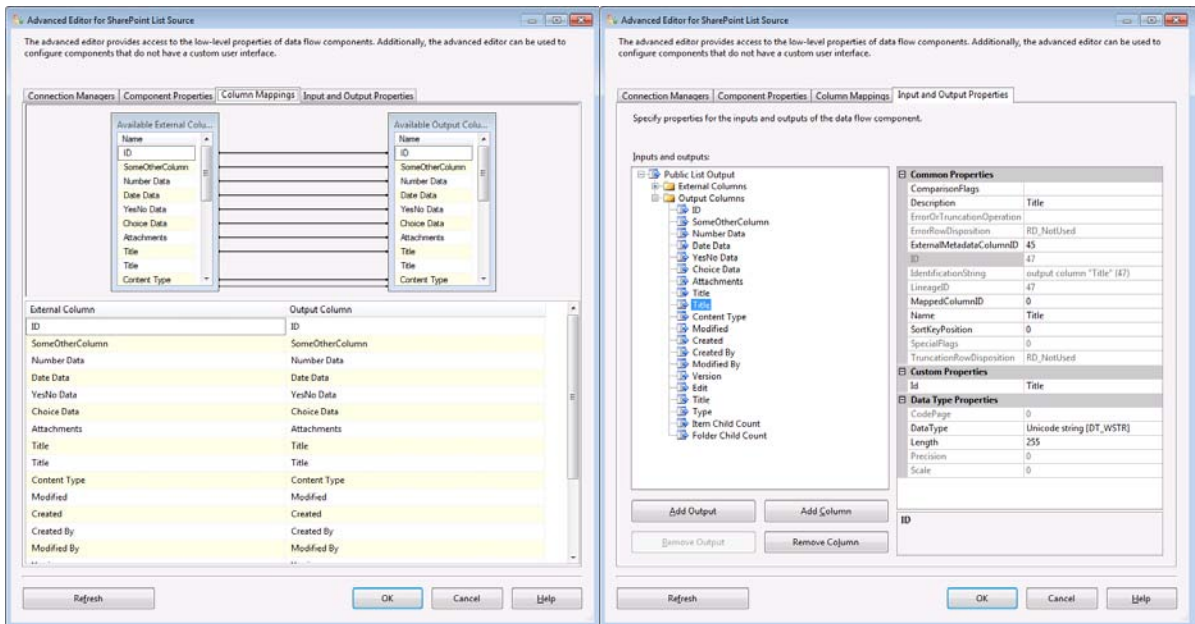 Advanced Editor for SharePoint List Source
The advanced editor provides access to the low-level properties of data flow components. Additionally, the advanced editor can be used to
configure components that do not have a custom user interface.
Connection Managers Component Properties Column Mappings Input and Output Properties
Available External Colu...
Name
ID
SomeOtherColumn
Number Data
Date Data
YesNo Data
Choice Data
Attachments
Title
Title
Content Type
Available Output Colu...
Name
ID
SomeOtherColumn
Number Data
Date Data
YesNo Data
Choice Data
Attachments
Title
Title
Content Type
External Column Output Column
ID ID
SomeOtherColumn SomeOtherColumn
Number Data Number Data
Date Data Date Data
YesNo Data YesNo Data
Choice Data Choice Data
Attachments Attachments
Title Title
Title Title
Content Type Content Type
Modified Modified
Created Created
Created By Created By
Modified By Modified By
Refresh OK Cancel Help
Advanced Editor for SharePoint List Source
The advanced editor provides access to the low-level properties of data flow components. Additionally, the advanced editor can be used to
configure components that do not have a custom user interface.
Connection Managers Component Properties Column Mappings Input and Output Properties
Specify properties for the inputs and outputs of the data flow component.
Inputs and outputs:
Public List Output
External Columns
Output Columns
ID
SomeOtherColumn
Number Data
Date Data
YesNo Data
Choice Data
Attachments
Title
Title
Content Type
Modified
Created
Created By
Modified By
Version
Edit
Title
Type
Item Child Count
Folder Child Count
Common Properties
ComparisonFlags
Description Title
ErrorOrTruncationOperation
ErrorRowDisposition RD_NotUsed
ExternalMetadataColumnID 45
ID 47
IdentificationString output column "Title" (47)
LineageID 47
MappedColumnID 0
Name Title
SortKeyPosition 0
SpecialFlags 0
TruncationRowDisposition RD_NotUsed
Custom Properties
Id Title
Data Type Properties
CodePage 0
DataType Unicode string [DT_WSTR]
Length 255
Precision 0
Scale 0
ID
Add Output Add Column
Remove Output Remove Column
Refresh OK Cancel Help